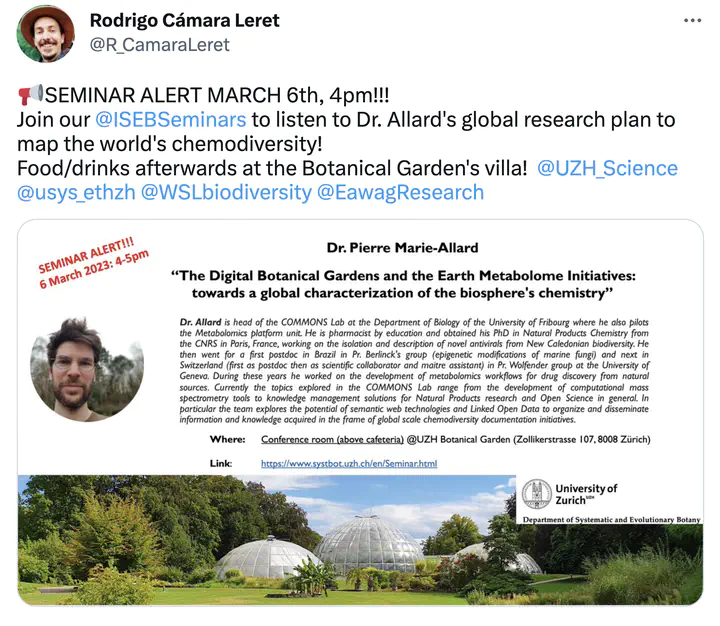 Rodrigo Cámara Leret
@R_CamaraLeret
📢SEMINAR ALERT MARCH 6th, 4pm!!!
Join our @ISEBSeminars to listen to Dr. Allard's global research plan to
map the world's chemodiversity!
Food/drinks afterwards at the Botanical Garden's villa! @UZH_Science
@usys_ethzh @WSLbiodiversity @EawagResearch
SEMINAR ALERT!!!
6 March 2023: 4-5pm
Dr. Pierre Marie-Allard
“The Digital Botanical Gardens and the Earth Metabolome Initiatives:
towards a global characterization of the biosphere's chemistry”
Dr. Allard is head of the COMMONS Lab at the Department of Biology of the University of Fribourg where he also pilots
the Metabolomics platform unit. He is pharmacist by education and obtained his PhD in Natural Products Chemistry from
the CNRS in Paris, France, working on the isolation and description of novel antivirals from New Caledonian biodiversity. He
then went for a first postdoc in Brazil in Pr. Berlinck's group (epigenetic modifications of marine fungi) and next in
Switzerland (first as postdoc then as scientific collaborator and maitre assistant) in Pr. Wolfender group at the University of
Geneva. During these years he worked on the development of metabolomics workflows for drug discovery from natural
sources. Currently the topics explored in the COMMONS Lab range from the development of computational mass
spectrometry tools to knowledge management solutions for Natural Products research and Open Science in general. In
particular the team explores the potential of semantic web technologies and Linked Open Data to organize and disseminate
information and knowledge acquired in the frame of global scale chemodiversity documentation initiatives.
Where: Conference room (above cafeteria) @UZH Botanical Garden (Zollikerstrasse 107, 8008 Zürich)
Link: https://www.systbot.uzh.ch/en/Seminar.html
University of
Zurich UZH
Department of Systematic and Evolutionary Botany